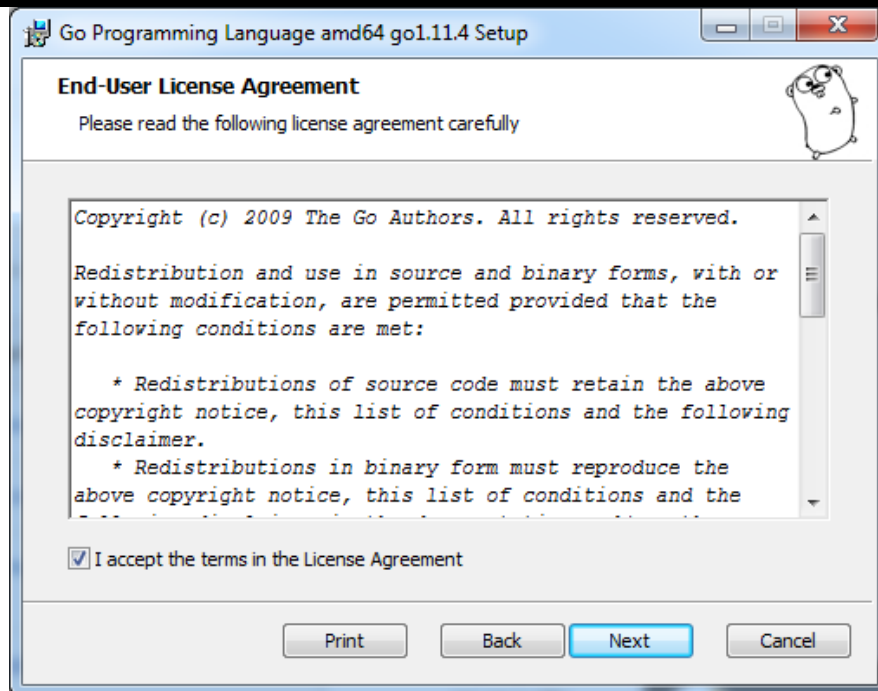 Go Programming Language amd64 go1.11.4 Setup
End-User License Agreement
Please read the following license agreement carefully
Copyright (c) 2009 The Go Authors. All rights reserved.
Redistribution and use in source and binary forms, with or
without modification, are permitted provided that the
following conditions are met:
* Redistributions of source code must retain the above
copyright notice, this list of conditions and the following
disclaimer.
* Redistributions in binary form must reproduce the
above copyright notice, this list of conditions and the
I accept the terms in the License Agreement
Print Back Next Cancel